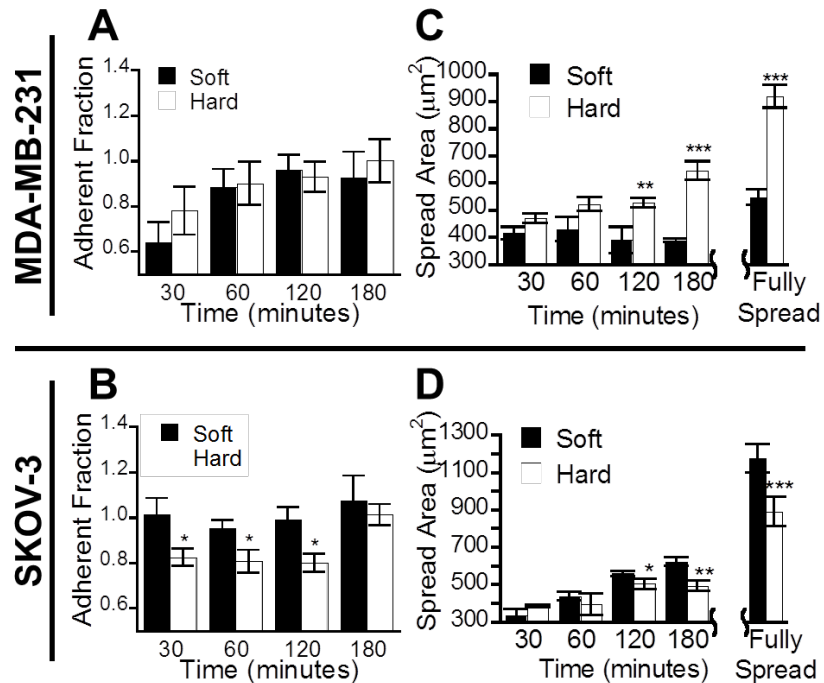 MDA-MB-231
A
Adherent Fraction
1.4
1.2
1.0
0.8
0.6
Soft
Hard
30 60 120 180
Time (minutes)
C
Spread Area (μm²)
1000
900
800
700
600
500
400
300
Soft
Hard
**
***
***
30 60 120 180
Time (minutes)
Fully
Spread
SKOV-3
B
Adherent Fraction
1.4
1.2
1.0
0.8
0.6
Soft
Hard
*
*
*
30 60 120 180
Time (minutes)
D
Spread Area (μm²)
1300
1100
900
700
500
300
Soft
Hard
*
**
***
30 60 120 180
Time (minutes)
Fully
Spread